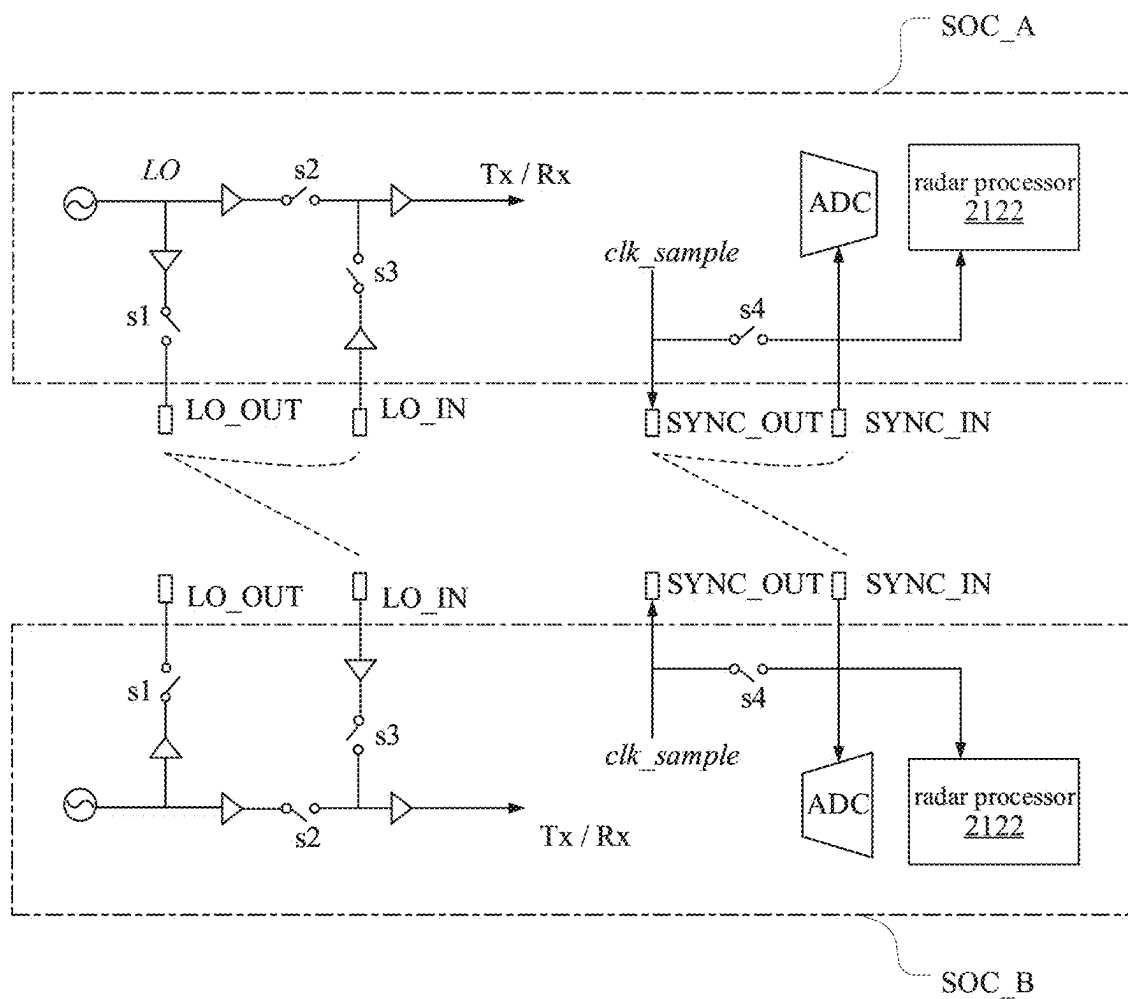 SOC_A
LO
s2
Tx / Rx
ADC
radar processor
2122
clk_sample
s3
s1
s4
LO_OUT
LO_IN
SYNC_OUT
SYNC_IN
LO_OUT
LO_IN
SYNC_OUT
SYNC_IN
s1
s3
s4
clk_sample
ADC
radar processor
2122
s2
Tx / Rx
SOC_B